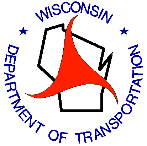 WISCONSIN
DEPARTMENT OF TRANSPORTATION